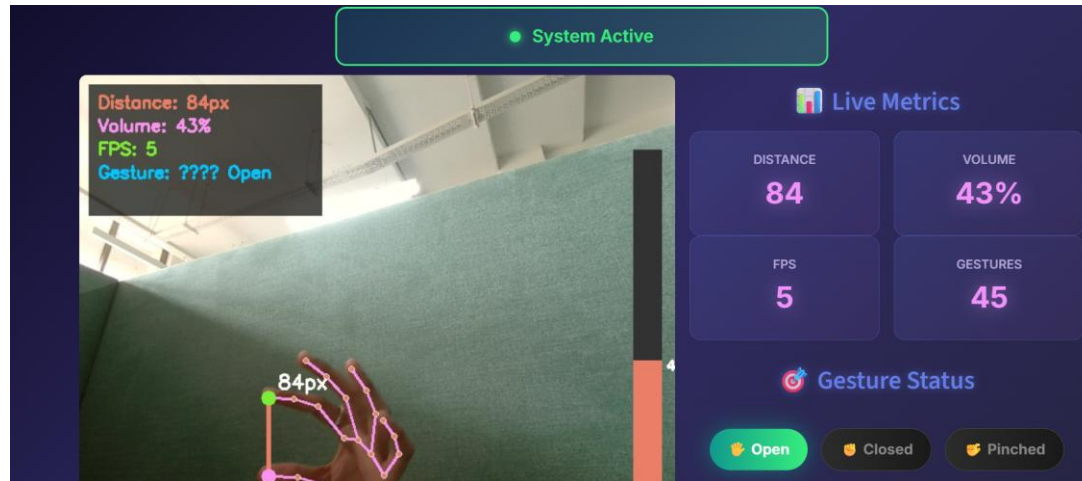 System Active
Distance: 84px
Volume: 43%
FPS: 5
Gesture: ???? Open
84px
4
📊 Live Metrics
DISTANCE
84
VOLUME
43%
FPS
5
GESTURES
45
🎯 Gesture Status
🖐 Open
✊ Closed
🤏 Pinched